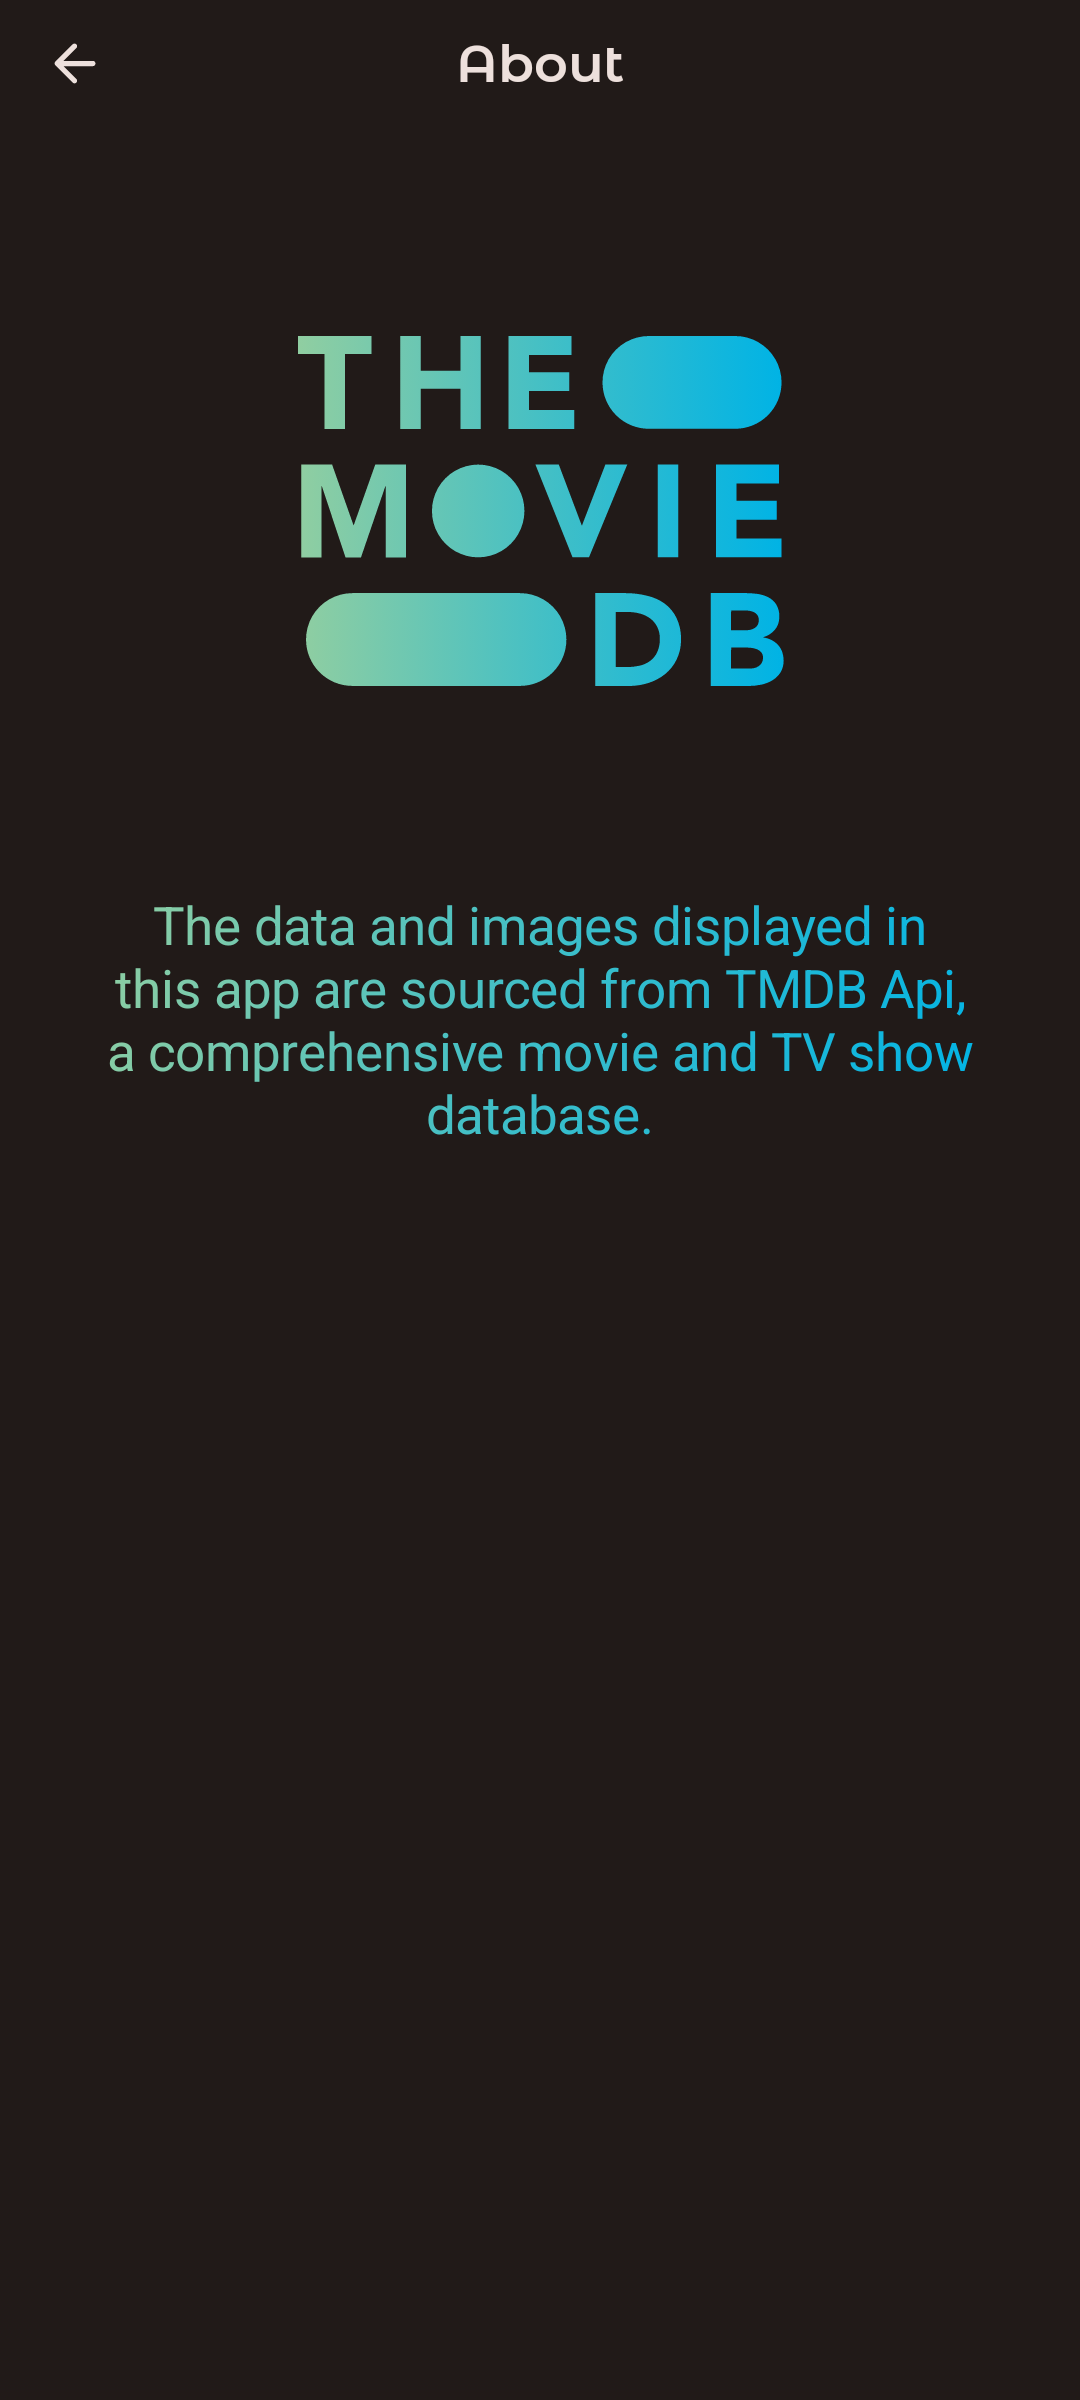 About
THE
MOVIE
DB
The data and images displayed in
this app are sourced from TMDB Api,
a comprehensive movie and TV show
database.